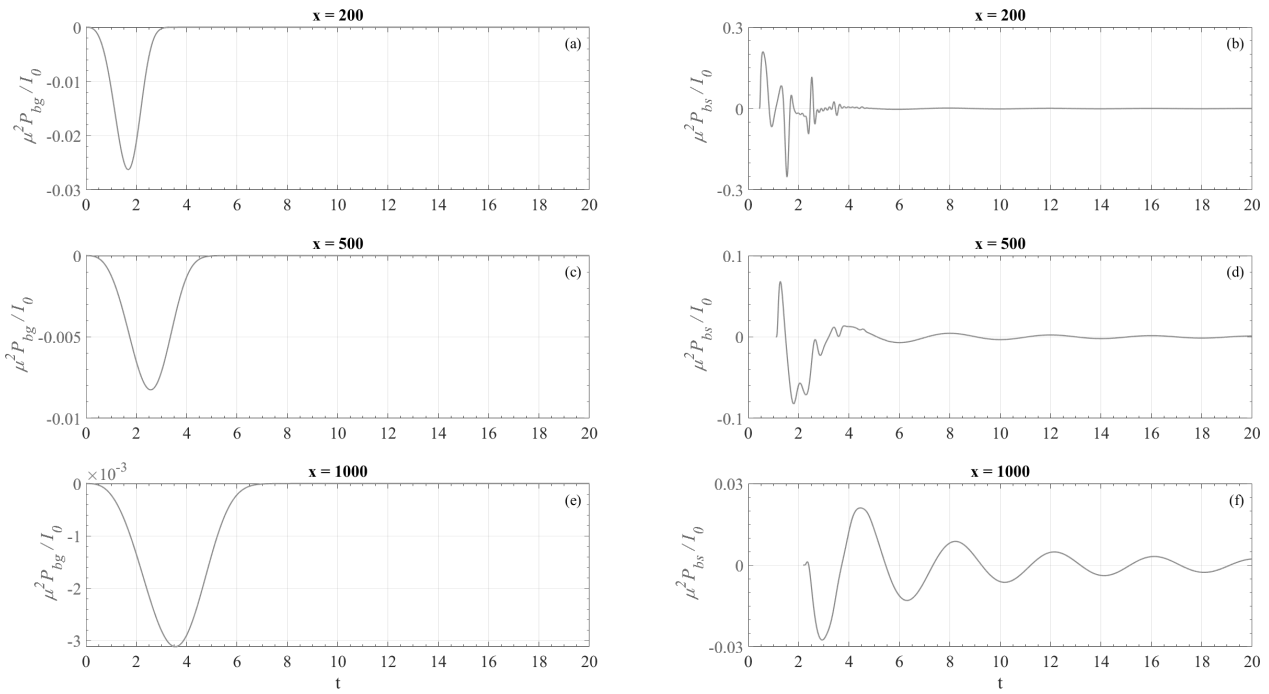 x = 200
(a)
μ²P_bg / I_0
0
-0.01
-0.02
-0.03
0 2 4 6 8 10 12 14 16 18 20
x = 200
(b)
μ²P_bs / I_0
0.3
0
-0.3
0 2 4 6 8 10 12 14 16 18 20
x = 500
(c)
μ²P_bg / I_0
0
-0.005
-0.01
0 2 4 6 8 10 12 14 16 18 20
x = 500
(d)
μ²P_bs / I_0
0.1
0
-0.1
0 2 4 6 8 10 12 14 16 18 20
×10⁻³
x = 1000
(e)
μ²P_bg / I_0
0
-1
-2
-3
0 2 4 6 8 10 12 14 16 18 20
t
x = 1000
(f)
μ²P_bs / I_0
0.03
0
-0.03
0 2 4 6 8 10 12 14 16 18 20
t